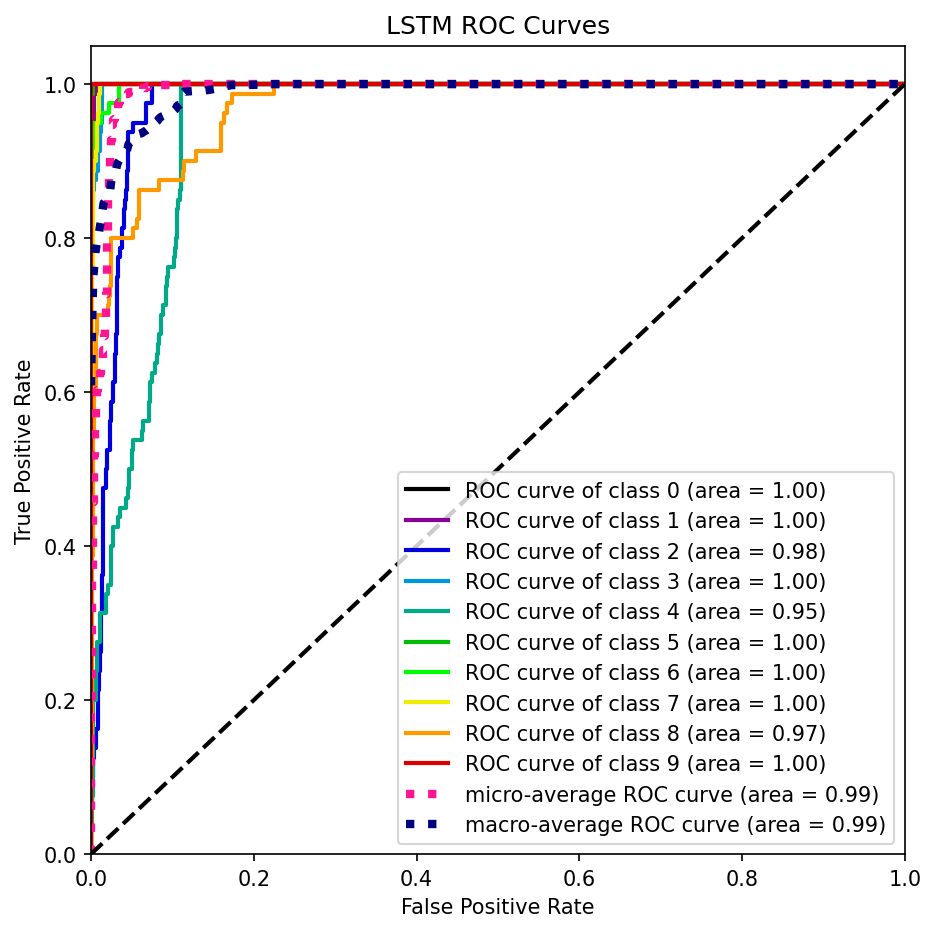 LSTM ROC Curves
1.0
0.8
0.6
0.4
0.2
0.0
True Positive Rate
ROC curve of class 0 (area = 1.00)
ROC curve of class 1 (area = 1.00)
ROC curve of class 2 (area = 0.98)
ROC curve of class 3 (area = 1.00)
ROC curve of class 4 (area = 0.95)
ROC curve of class 5 (area = 1.00)
ROC curve of class 6 (area = 1.00)
ROC curve of class 7 (area = 1.00)
ROC curve of class 8 (area = 0.97)
ROC curve of class 9 (area = 1.00)
micro-average ROC curve (area = 0.99)
macro-average ROC curve (area = 0.99)
0.0 0.2 0.4 0.6 0.8 1.0
False Positive Rate